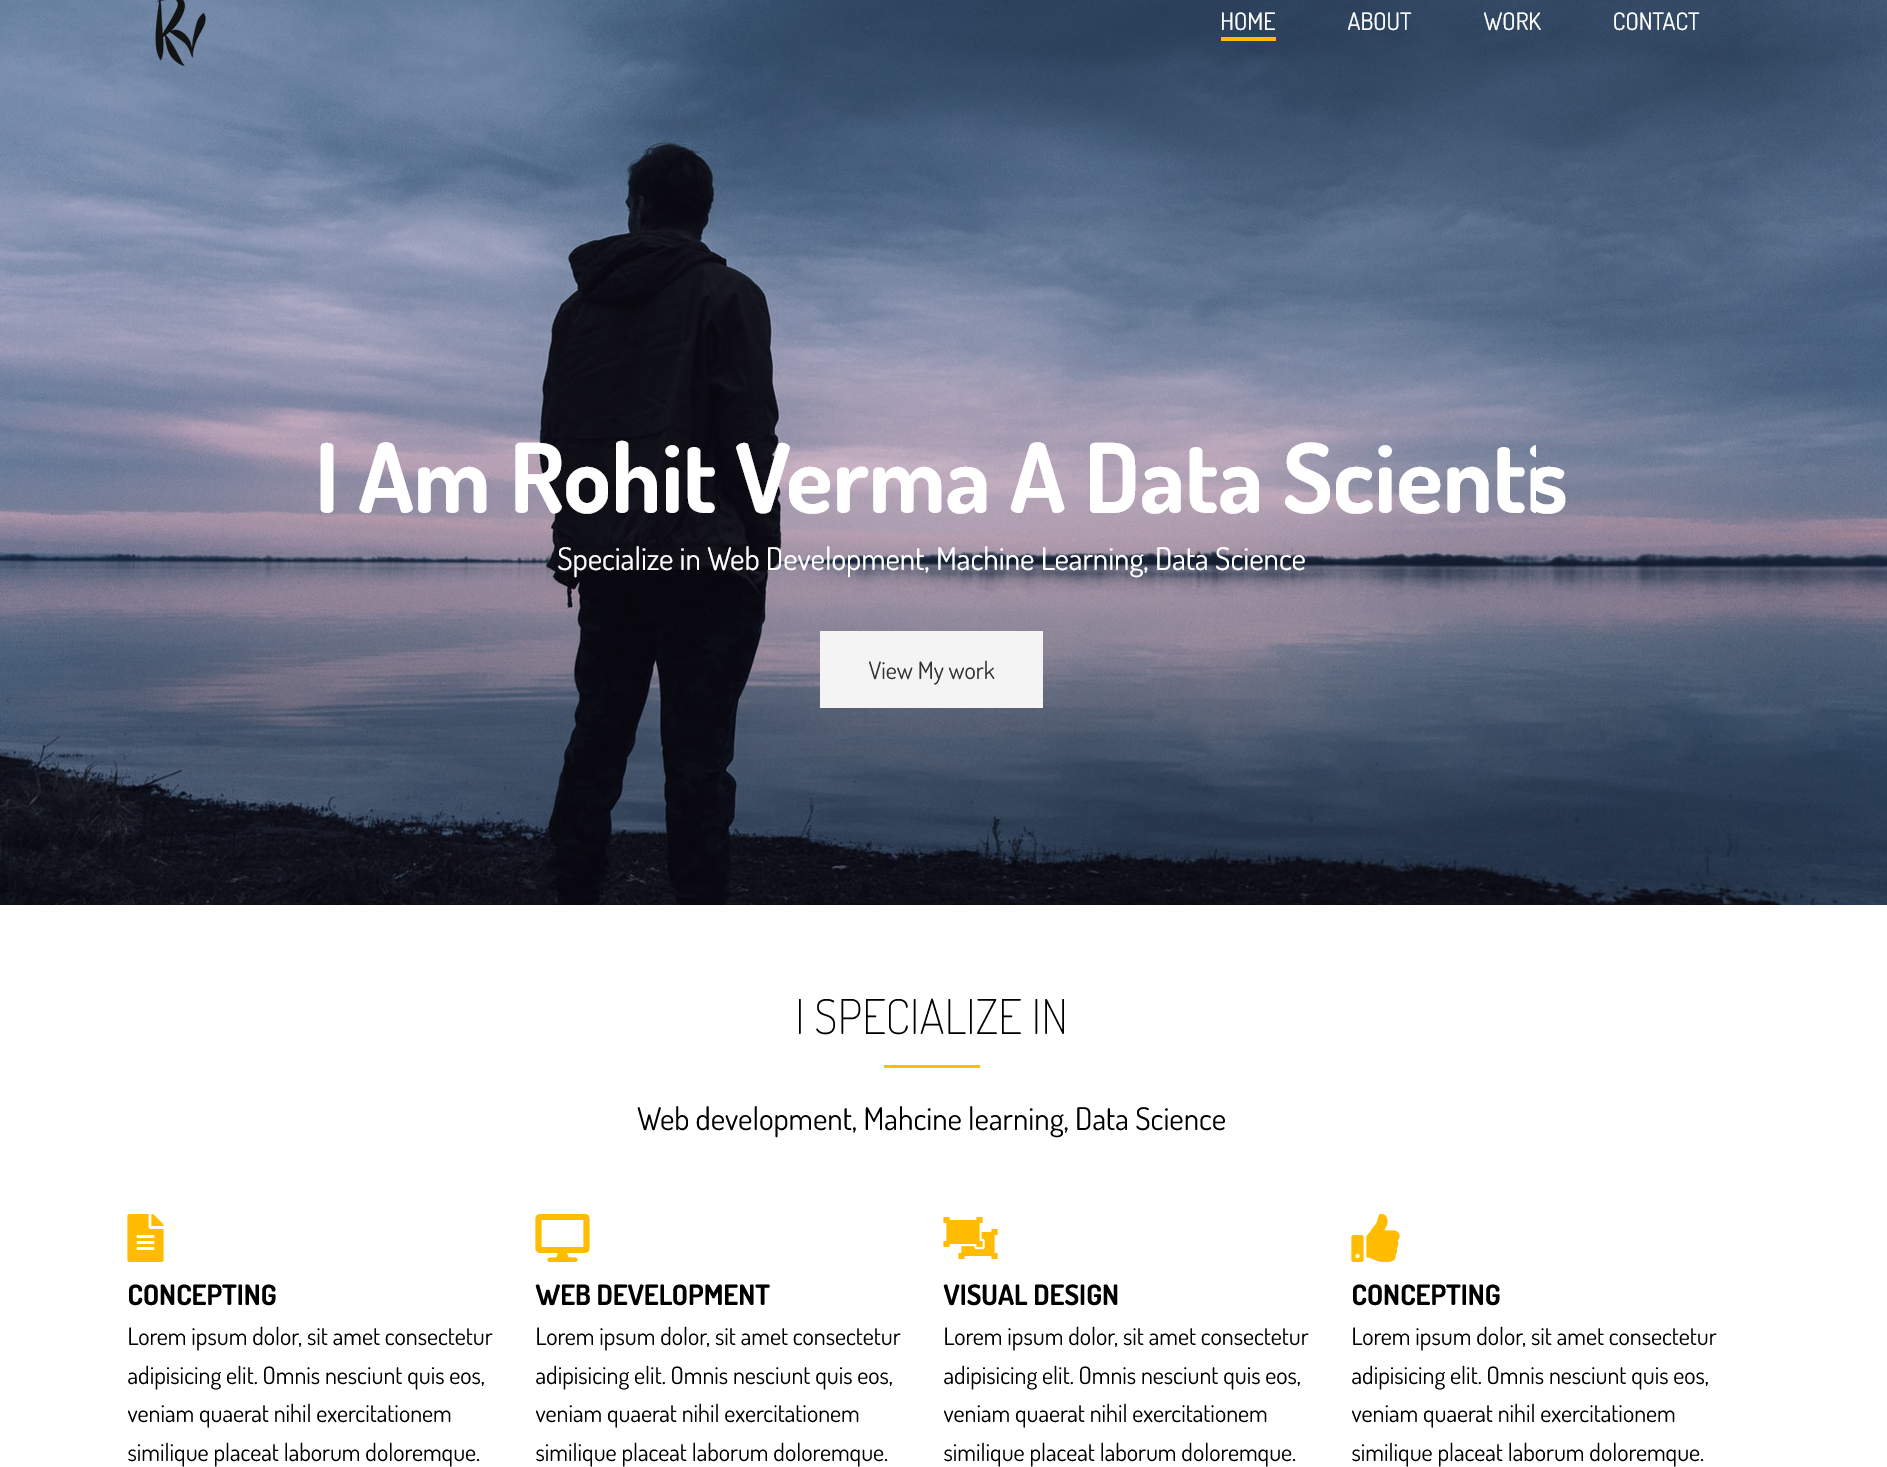 RV
HOME
ABOUT
WORK
CONTACT
I Am Rohit Verma A Data Scientis
Specialize in Web Development, Machine Learning, Data Science
View My work
I SPECIALIZE IN
Web development, Mahcine learning, Data Science
CONCEPTING
Lorem ipsum dolor, sit amet consectetur
adipisicing elit. Omnis nesciunt quis eos,
veniam quaerat nihil exercitationem
similique placeat laborum doloremque.
WEB DEVELOPMENT
Lorem ipsum dolor, sit amet consectetur
adipisicing elit. Omnis nesciunt quis eos,
veniam quaerat nihil exercitationem
similique placeat laborum doloremque.
VISUAL DESIGN
Lorem ipsum dolor, sit amet consectetur
adipisicing elit. Omnis nesciunt quis eos,
veniam quaerat nihil exercitationem
similique placeat laborum doloremque.
CONCEPTING
Lorem ipsum dolor, sit amet consectetur
adipisicing elit. Omnis nesciunt quis eos,
veniam quaerat nihil exercitationem
similique placeat laborum doloremque.